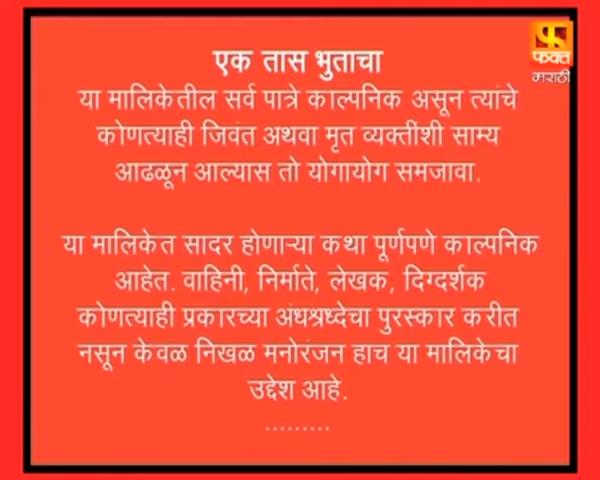 फक्त
मराठी
एक तास भुताचा
या मालिकेतील सर्व पात्रे काल्पनिक असून त्यांचे
कोणत्याही जिवंत अथवा मृत व्यक्तींशी साम्य
आढळून आल्यास तो योगायोग समजावा.
या मालिकेत सादर होणाऱ्या कथा पूर्णपणे काल्पनिक
आहेत. वाहिनी, निर्माते, लेखक, दिग्दर्शक
कोणत्याही प्रकारच्या अंधश्रध्देचा पुरस्कार करीत
नसून केवळ निखळ मनोरंजन हाच या मालिकेचा
उद्देश आहे.
.........